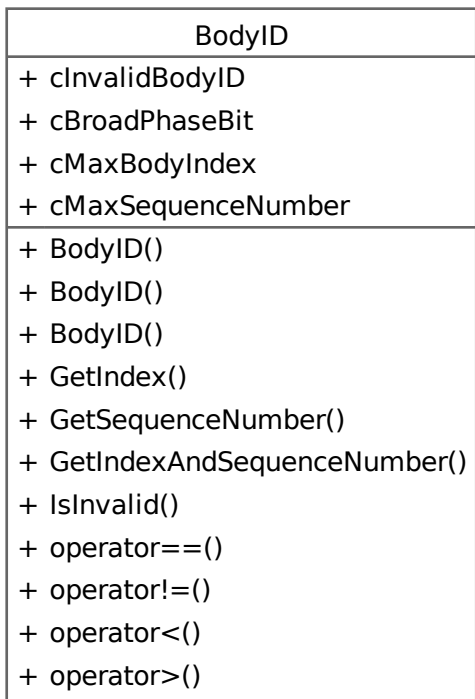 BodyID
+ cInvalidBodyID
+ cBroadPhaseBit
+ cMaxBodyIndex
+ cMaxSequenceNumber
+ BodyID()
+ BodyID()
+ BodyID()
+ GetIndex()
+ GetSequenceNumber()
+ GetIndexAndSequenceNumber()
+ IsInvalid()
+ operator==()
+ operator!=()
+ operator<()
+ operator>()